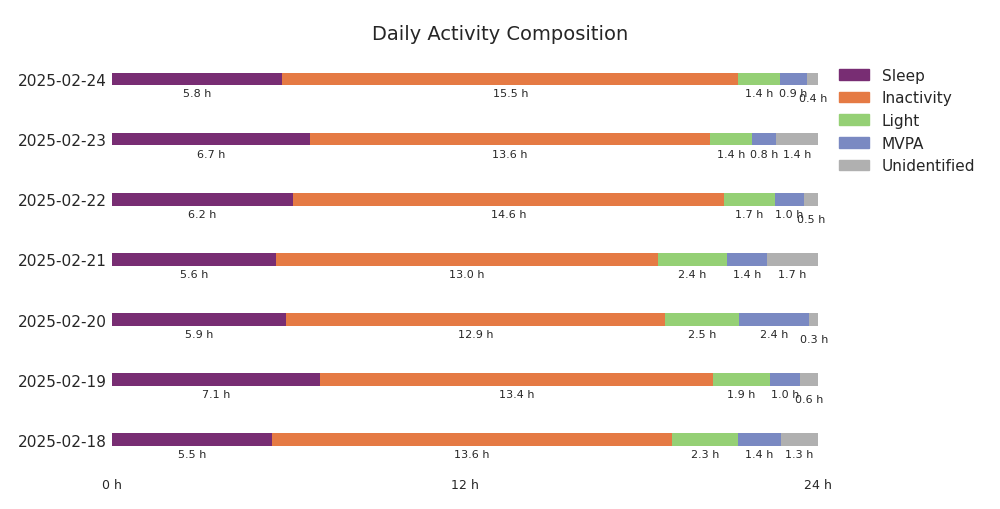 Daily Activity Composition
2025-02-24
5.8 h 15.5 h 1.4 h 0.9 h 0.4 h
2025-02-23
6.7 h 13.6 h 1.4 h 0.8 h 1.4 h
2025-02-22
6.2 h 14.6 h 1.7 h 1.0 h 0.5 h
2025-02-21
5.6 h 13.0 h 2.4 h 1.4 h 1.7 h
2025-02-20
5.9 h 12.9 h 2.5 h 2.4 h 0.3 h
2025-02-19
7.1 h 13.4 h 1.9 h 1.0 h 0.6 h
2025-02-18
5.5 h 13.6 h 2.3 h 1.4 h 1.3 h
0 h 12 h 24 h
Sleep
Inactivity
Light
MVPA
Unidentified